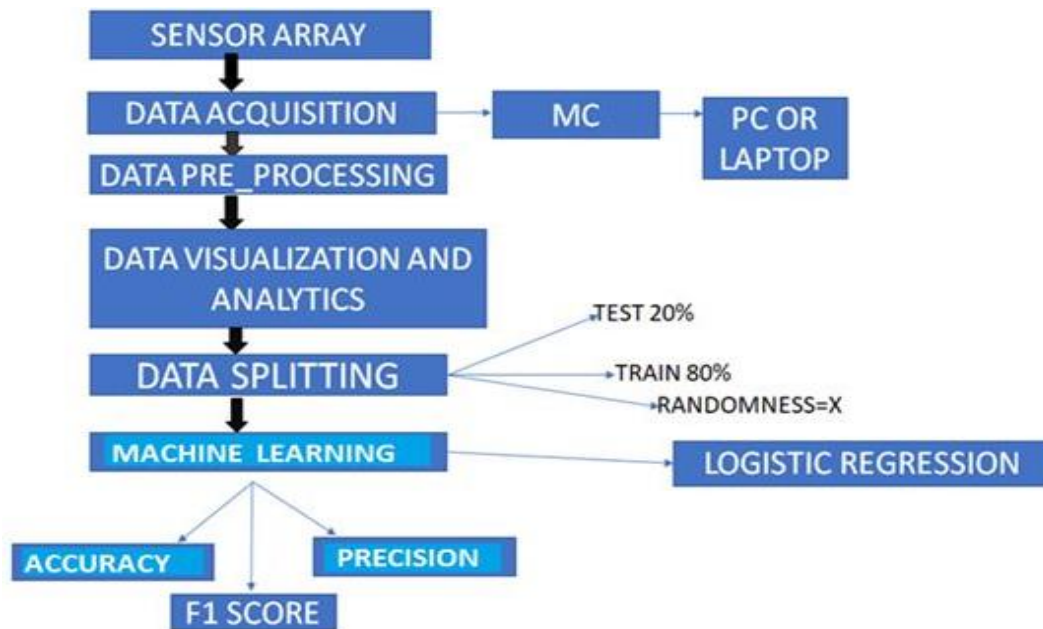 SENSOR ARRAY
DATA ACQUISITION
MC
PC OR
LAPTOP
DATA PRE_PROCESSING
DATA VISUALIZATION AND
ANALYTICS
TEST 20%
DATA SPLITTING
TRAIN 80%
RANDOMNESS=X
MACHINE LEARNING
LOGISTIC REGRESSION
ACCURACY
PRECISION
F1 SCORE